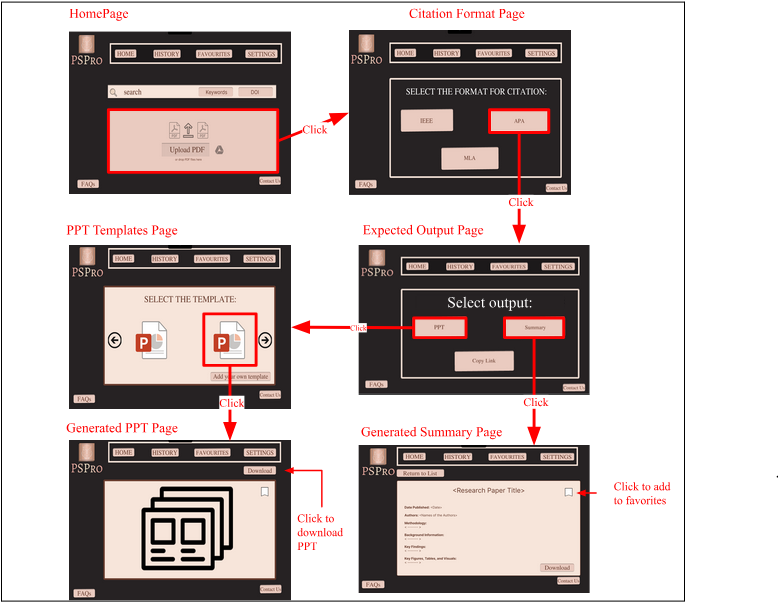 HomePage
PSPRO
HOME HISTORY FAVOURITES SETTINGS
search Keywords DOI
Upload PDF
or drop PDF files here
FAQs
Contact Us
Click
Citation Format Page
PSPRO
HOME HISTORY FAVOURITES SETTINGS
SELECT THE FORMAT FOR CITATION:
IEEE
APA
MLA
FAQs
Contact Us
Click
PPT Templates Page
PSPRO
HOME HISTORY FAVOURITES SETTINGS
SELECT THE TEMPLATE:
P
P
Add your own template
FAQs
Contact Us
Click
Expected Output Page
PSPRO
HOME HISTORY FAVOURITES SETTINGS
Select output:
PPT
Summary
Copy Link
FAQs
Contact Us
Click
Click
Generated PPT Page
PSPRO
HOME HISTORY FAVOURITES SETTINGS
Download
FAQs
Contact Us
Click to
download
PPT
Generated Summary Page
PSPRO
HOME HISTORY FAVOURITES SETTINGS
Return to List
<Research Paper Title>
Date Published: <Date>
Authors: <Names of the Authors>
Methodology:
Background Information:
Key Findings:
Key Figures, Tables, and Visuals:
Download
FAQs
Contact Us
Click to add
to favorites